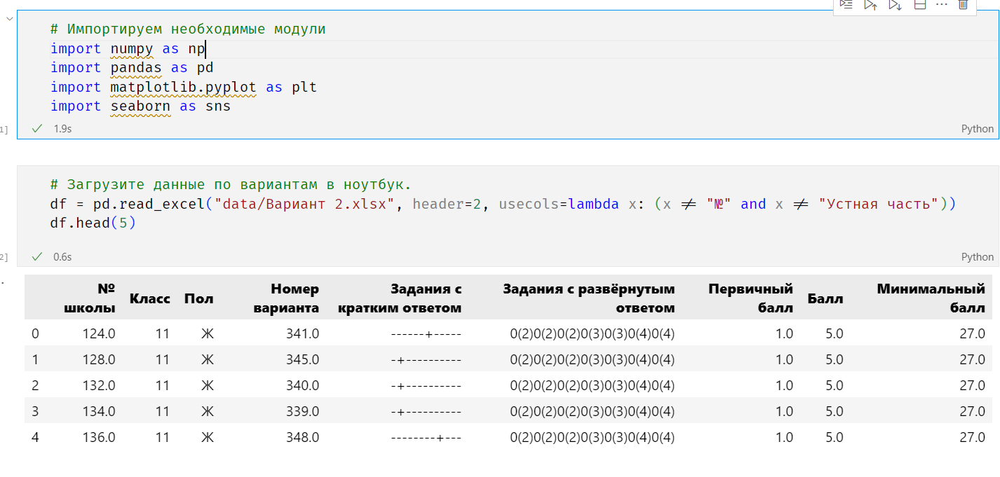 # Импортируем необходимые модули
import numpy as np
import pandas as pd
import matplotlib.pyplot as plt
import seaborn as sns
1]
1.9s
Python
# Загрузите данные по вариантам в ноутбук.
df = pd.read_excel("data/Вариант 2.xlsx", header=2, usecols=lambda x: (x != "№" and x != "Устная часть"))
df.head(5)
2]
0.6s
Python
№ школы Класс Пол Номер варианта Задания с кратким ответом Задания с развёрнутым ответом Первичный балл Балл Минимальный балл
0 124.0 11 Ж 341.0 ------+----- 0(2)0(2)0(2)0(3)0(3)0(4)0(4) 1.0 5.0 27.0
1 128.0 11 Ж 345.0 -+---------- 0(2)0(2)0(2)0(3)0(3)0(4)0(4) 1.0 5.0 27.0
2 132.0 11 Ж 340.0 -+---------- 0(2)0(2)0(2)0(3)0(3)0(4)0(4) 1.0 5.0 27.0
3 134.0 11 Ж 339.0 -+---------- 0(2)0(2)0(2)0(3)0(3)0(4)0(4) 1.0 5.0 27.0
4 136.0 11 Ж 348.0 --------+--- 0(2)0(2)0(2)0(3)0(3)0(4)0(4) 1.0 5.0 27.0